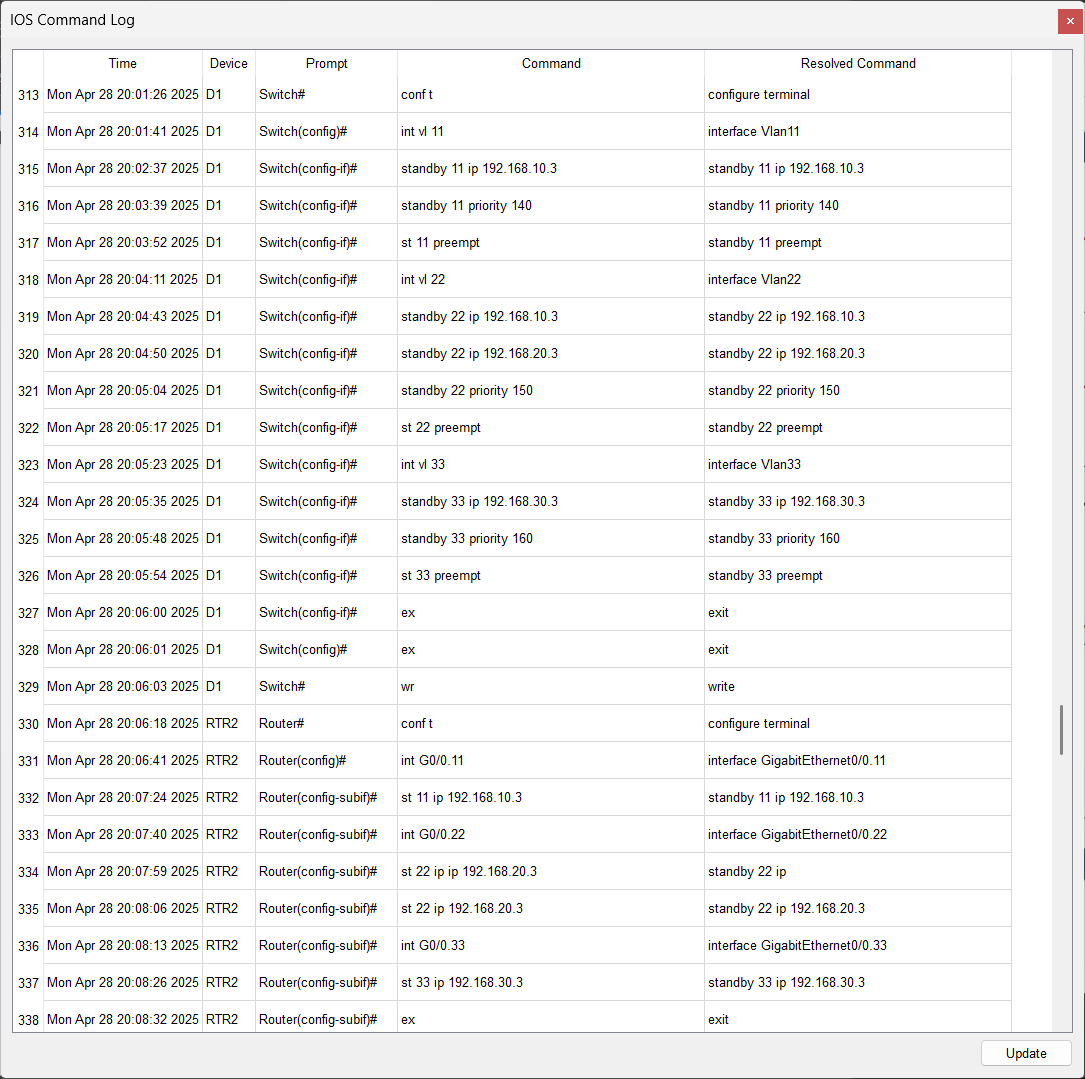 IOS Command Log
Time Device Prompt Command Resolved Command
313 Mon Apr 28 20:01:26 2025 D1 Switch# conf t configure terminal
314 Mon Apr 28 20:01:41 2025 D1 Switch(config)# int vl 11 interface Vlan11
315 Mon Apr 28 20:02:37 2025 D1 Switch(config-if)# standby 11 ip 192.168.10.3 standby 11 ip 192.168.10.3
316 Mon Apr 28 20:03:39 2025 D1 Switch(config-if)# standby 11 priority 140 standby 11 priority 140
317 Mon Apr 28 20:03:52 2025 D1 Switch(config-if)# st 11 preempt standby 11 preempt
318 Mon Apr 28 20:04:11 2025 D1 Switch(config-if)# int vl 22 interface Vlan22
319 Mon Apr 28 20:04:43 2025 D1 Switch(config-if)# standby 22 ip 192.168.10.3 standby 22 ip 192.168.10.3
320 Mon Apr 28 20:04:50 2025 D1 Switch(config-if)# standby 22 ip 192.168.20.3 standby 22 ip 192.168.20.3
321 Mon Apr 28 20:05:04 2025 D1 Switch(config-if)# standby 22 priority 150 standby 22 priority 150
322 Mon Apr 28 20:05:17 2025 D1 Switch(config-if)# st 22 preempt standby 22 preempt
323 Mon Apr 28 20:05:23 2025 D1 Switch(config-if)# int vl 33 interface Vlan33
324 Mon Apr 28 20:05:35 2025 D1 Switch(config-if)# standby 33 ip 192.168.30.3 standby 33 ip 192.168.30.3
325 Mon Apr 28 20:05:48 2025 D1 Switch(config-if)# standby 33 priority 160 standby 33 priority 160
326 Mon Apr 28 20:05:54 2025 D1 Switch(config-if)# st 33 preempt standby 33 preempt
327 Mon Apr 28 20:06:00 2025 D1 Switch(config-if)# ex exit
328 Mon Apr 28 20:06:01 2025 D1 Switch(config)# ex exit
329 Mon Apr 28 20:06:03 2025 D1 Switch# wr write
330 Mon Apr 28 20:06:18 2025 RTR2 Router# conf t configure terminal
331 Mon Apr 28 20:06:41 2025 RTR2 Router(config)# int G0/0.11 interface GigabitEthernet0/0.11
332 Mon Apr 28 20:07:24 2025 RTR2 Router(config-subif)# st 11 ip 192.168.10.3 standby 11 ip 192.168.10.3
333 Mon Apr 28 20:07:40 2025 RTR2 Router(config-subif)# int G0/0.22 interface GigabitEthernet0/0.22
334 Mon Apr 28 20:07:59 2025 RTR2 Router(config-subif)# st 22 ip ip 192.168.20.3 standby 22 ip
335 Mon Apr 28 20:08:06 2025 RTR2 Router(config-subif)# st 22 ip 192.168.20.3 standby 22 ip 192.168.20.3
336 Mon Apr 28 20:08:13 2025 RTR2 Router(config-subif)# int G0/0.33 interface GigabitEthernet0/0.33
337 Mon Apr 28 20:08:26 2025 RTR2 Router(config-subif)# st 33 ip 192.168.30.3 standby 33 ip 192.168.30.3
338 Mon Apr 28 20:08:32 2025 RTR2 Router(config-subif)# ex exit
Update